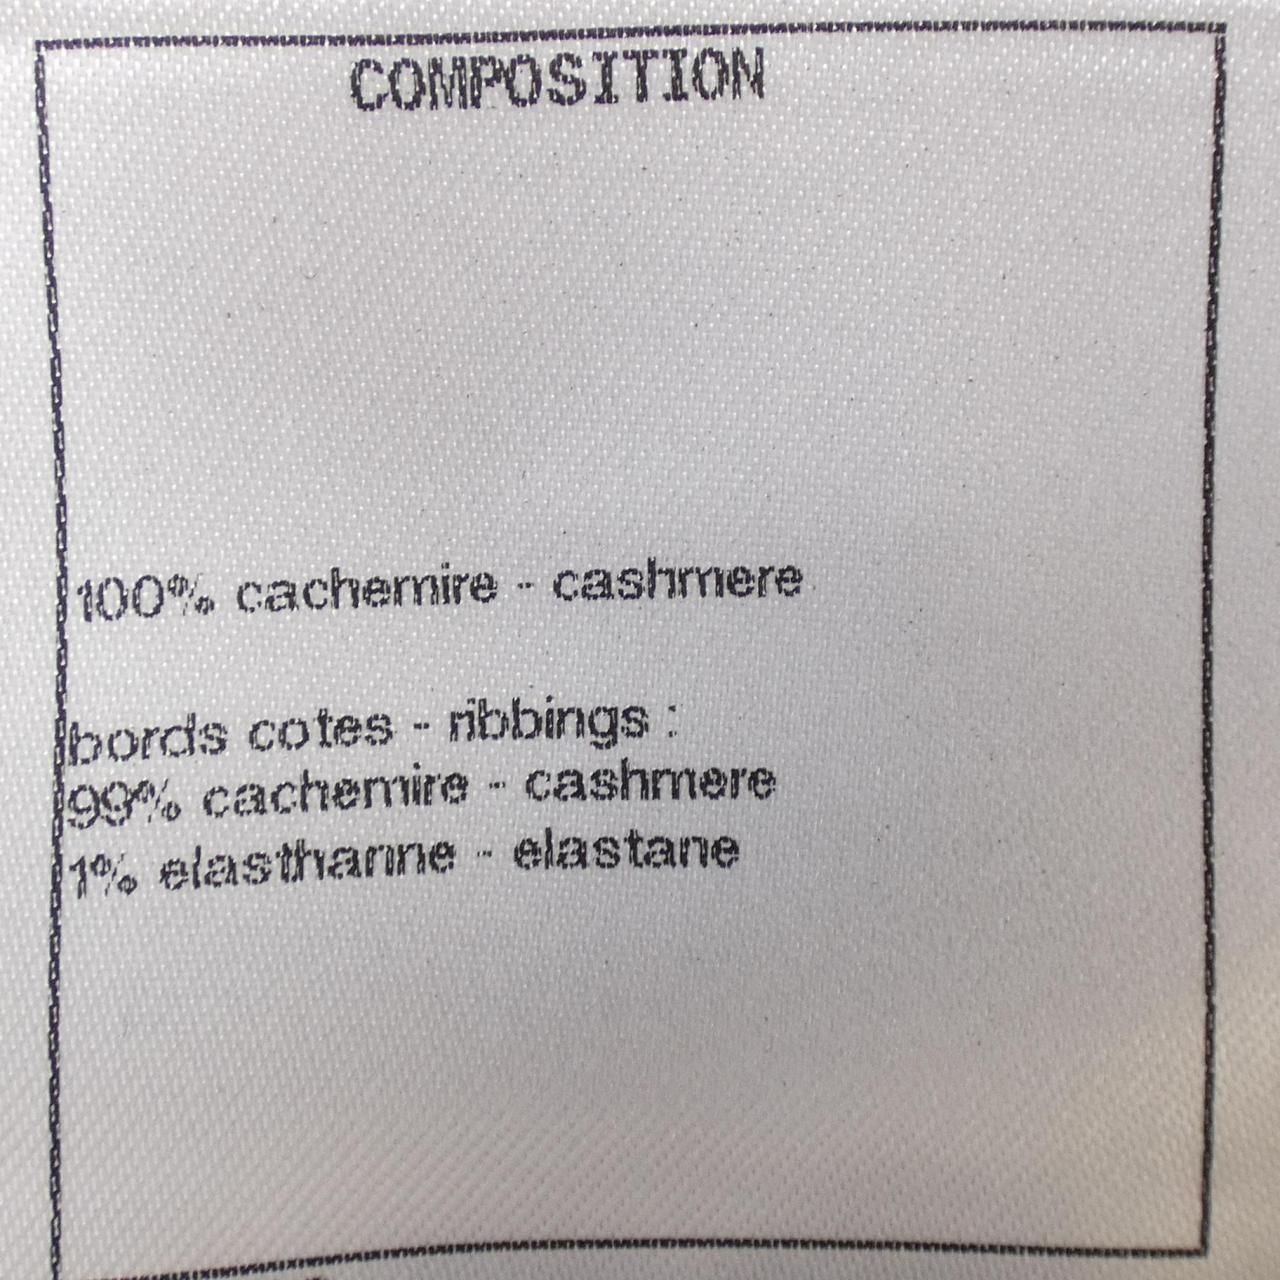 COMPOSITION
100% cachemire - cashmere
bords cotes - ribbings :
99% cachemire - cashmere
1% elasthanne - elastane